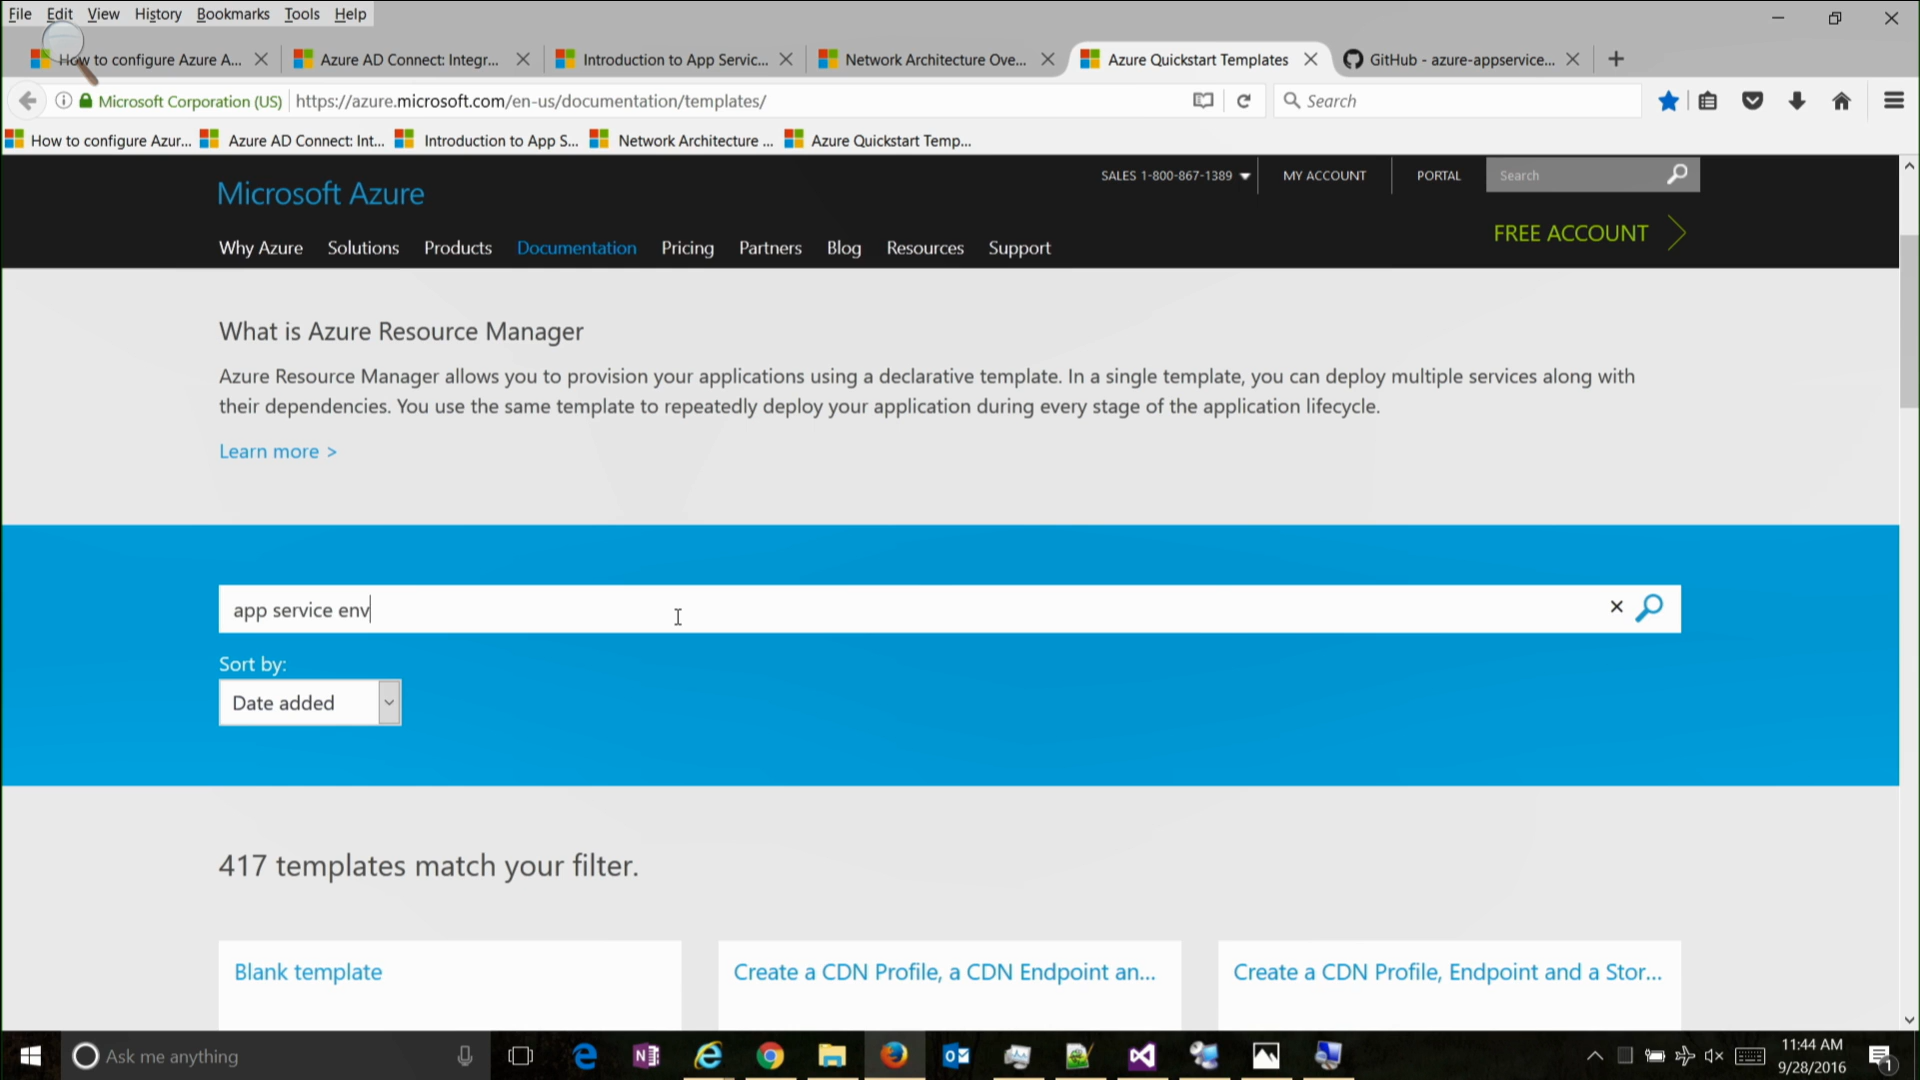 File Edit View History Bookmarks Tools Help
How to configure Azure A... Azure AD Connect: Integr... Introduction to App Servic... Network Architecture Ove... Azure Quickstart Templates GitHub - azure-appservice...
Microsoft Corporation (US) https://azure.microsoft.com/en-us/documentation/templates/ Search
How to configure Azur... Azure AD Connect: Int... Introduction to App S... Network Architecture ... Azure Quickstart Temp...
SALES 1-800-867-1389 MY ACCOUNT PORTAL Search
Microsoft Azure
FREE ACCOUNT
Why Azure Solutions Products Documentation Pricing Partners Blog Resources Support
What is Azure Resource Manager
Azure Resource Manager allows you to provision your applications using a declarative template. In a single template, you can deploy multiple services along with
their dependencies. You use the same template to repeatedly deploy your application during every stage of the application lifecycle.
Learn more >
app service env
Sort by:
Date added
417 templates match your filter.
Blank template Create a CDN Profile, a CDN Endpoint an... Create a CDN Profile, Endpoint and a Stor...
Ask me anything
11:44 AM
9/28/2016
1